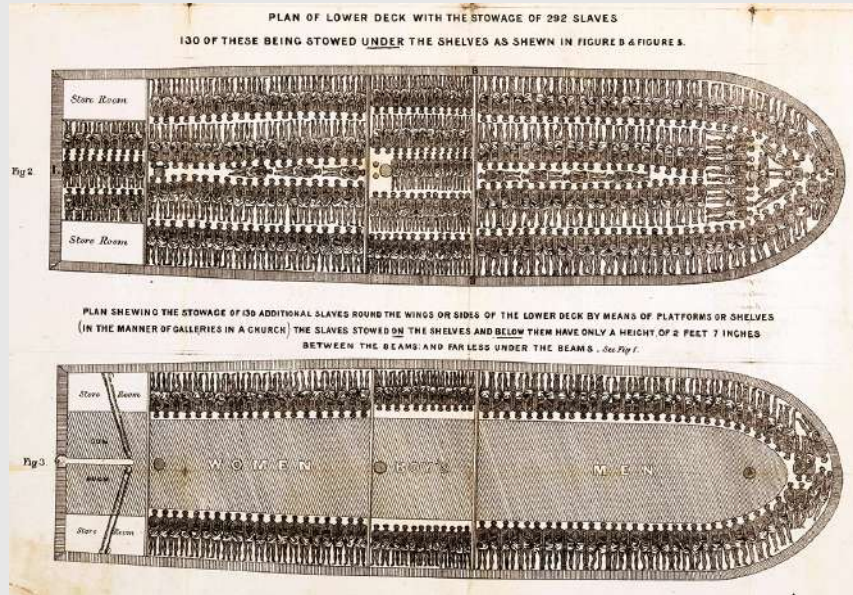 PLAN OF LOWER DECK WITH THE STOWAGE OF 292 SLAVES
130 OF THESE BEING STOWED UNDER THE SHELVES AS SHEWN IN FIGURE B & FIGURE 5.
Store Room
Fig 2.
Store Room
PLAN SHEWING THE STOWAGE OF 130 ADDITIONAL SLAVES ROUND THE WINGS OR SIDES OF THE LOWER DECK BY MEANS OF PLATFORMS OR SHELVES
(IN THE MANNER OF GALLERIES IN A CHURCH) THE SLAVES STOWED ON THE SHELVES AND BELOW THEM HAVE ONLY A HEIGHT OF 2 FEET 7 INCHES
BETWEEN THE BEAMS: AND FAR LESS UNDER THE BEAMS. See Fig 1.
Store Room
GUN
Fig 3.
WOMEN BOYS MEN
ROOM
Store Room